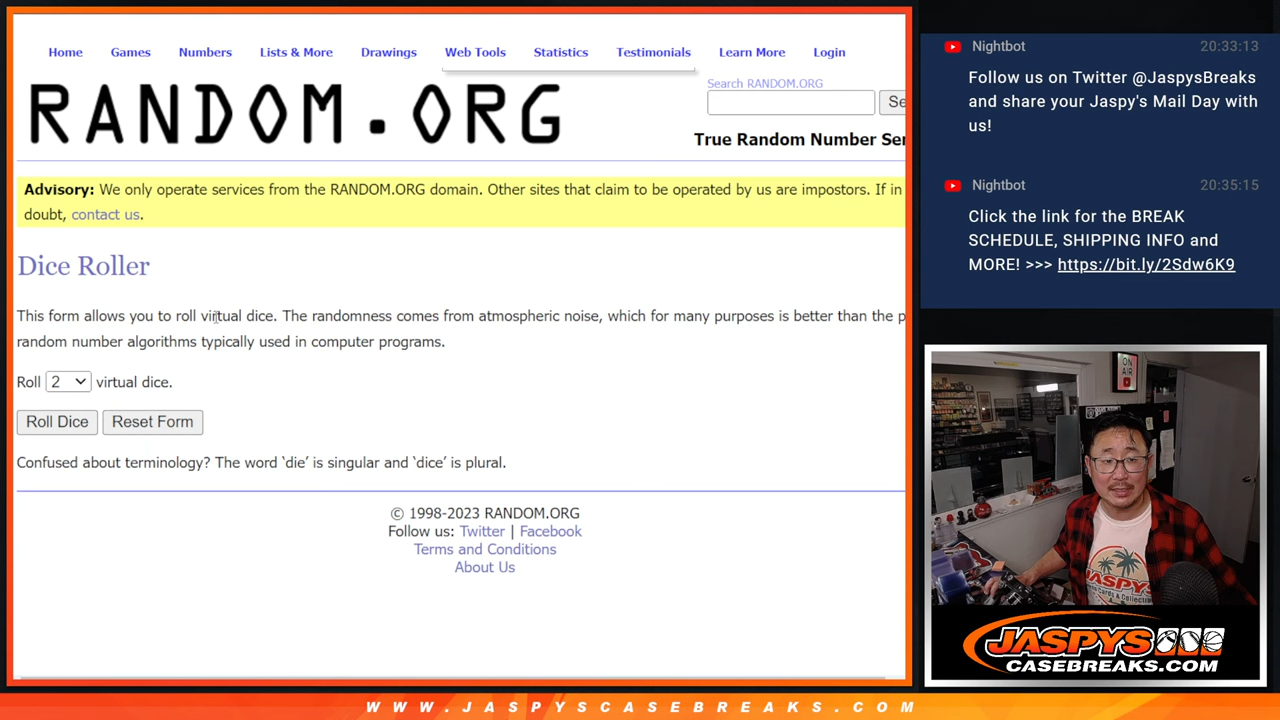 Home Games Numbers Lists & More Drawings Web Tools Statistics Testimonials Learn More Login
RANDOM.ORG
Search RANDOM.ORG
Se
True Random Number Ser
Advisory: We only operate services from the RANDOM.ORG domain. Other sites that claim to be operated by us are impostors. If in
doubt, contact us.
Dice Roller
This form allows you to roll virtual dice. The randomness comes from atmospheric noise, which for many purposes is better than the p
random number algorithms typically used in computer programs.
Roll 2 virtual dice.
Roll Dice Reset Form
Confused about terminology? The word ‘die’ is singular and ‘dice’ is plural.
© 1998-2023 RANDOM.ORG
Follow us: Twitter | Facebook
Terms and Conditions
About Us
Nightbot 20:33:13
Follow us on Twitter @JaspysBreaks
and share your Jaspy's Mail Day with
us!
Nightbot 20:35:15
Click the link for the BREAK
SCHEDULE, SHIPPING INFO and
MORE! >>> https://bit.ly/2Sdw6K9
ON
AIR
JASPY'S
JASPYS
CASEBREAKS.COM
WWW.JASPYSCASEBREAKS.COM